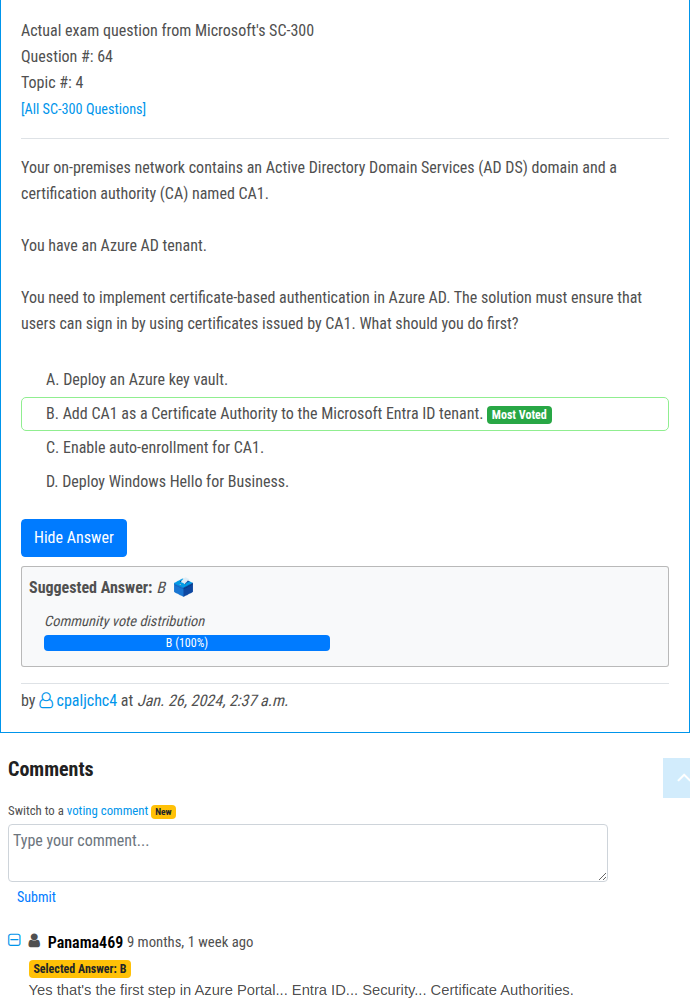 Actual exam question from Microsoft's SC-300
Question #: 64
Topic #: 4
[All SC-300 Questions]
Your on-premises network contains an Active Directory Domain Services (AD DS) domain and a
certification authority (CA) named CA1.
You have an Azure AD tenant.
You need to implement certificate-based authentication in Azure AD. The solution must ensure that
users can sign in by using certificates issued by CA1. What should you do first?
A. Deploy an Azure key vault.
B. Add CA1 as a Certificate Authority to the Microsoft Entra ID tenant. Most Voted
C. Enable auto-enrollment for CA1.
D. Deploy Windows Hello for Business.
Hide Answer
Suggested Answer: B
Community vote distribution
B (100%)
by cpaljchc4 at Jan. 26, 2024, 2:37 a.m.
Comments
Switch to a voting comment New
Type your comment...
Submit
Panama469 9 months, 1 week ago
Selected Answer: B
Yes that's the first step in Azure Portal... Entra ID... Security... Certificate Authorities.